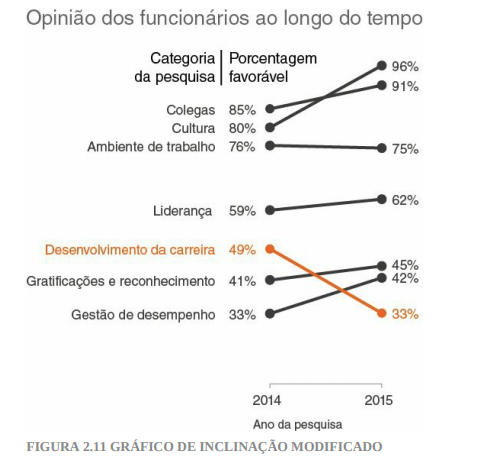 Opinião dos funcionários ao longo do tempo
Categoria da pesquisa | Porcentagem favorável
96%
91%
Colegas 85%
Cultura 80%
Ambiente de trabalho 76% 75%
Liderança 59% 62%
Desenvolvimento da carreira 49%
Gratificações e reconhecimento 41% 45%
42%
Gestão de desempenho 33% 33%
2014 2015
Ano da pesquisa
FIGURA 2.11 GRÁFICO DE INCLINAÇÃO MODIFICADO